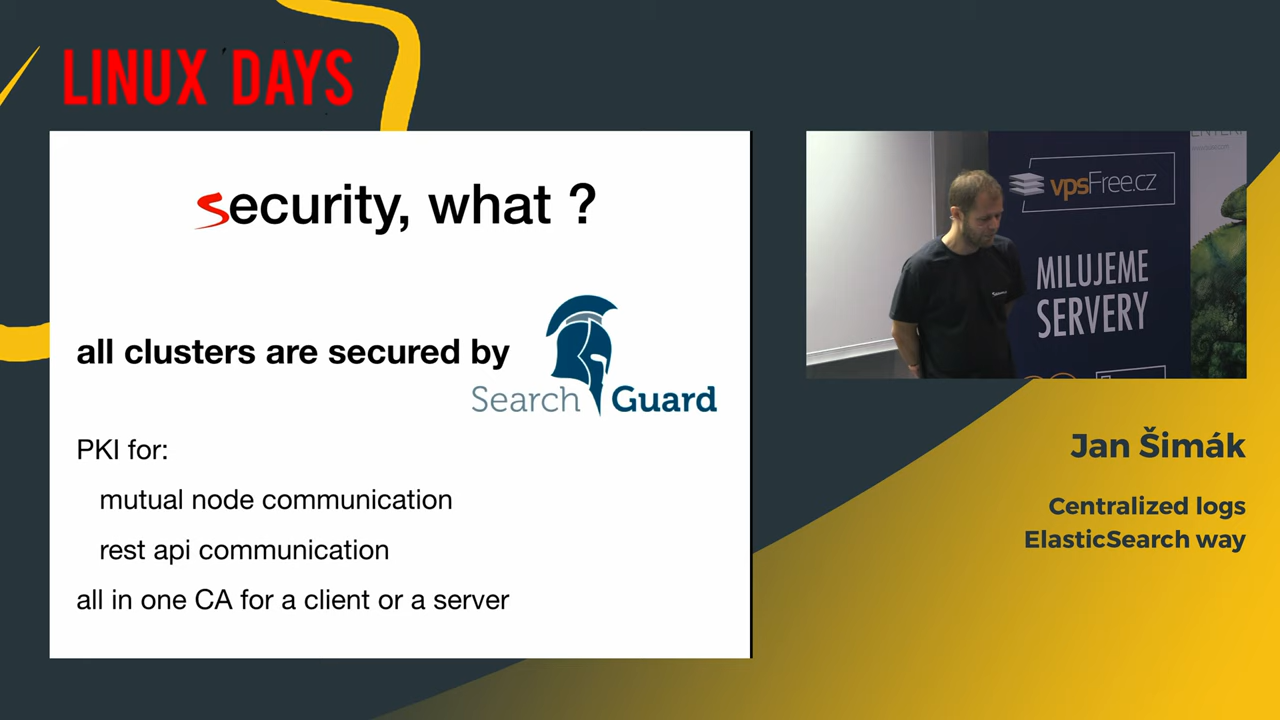 LINUX DAYS
security, what ?
all clusters are secured by
Search Guard
PKI for:
mutual node communication
rest api communication
all in one CA for a client or a server
vpsFree.cz
MILUJEME
SERVERY
Jan Šimák
Centralized logs
ElasticSearch way